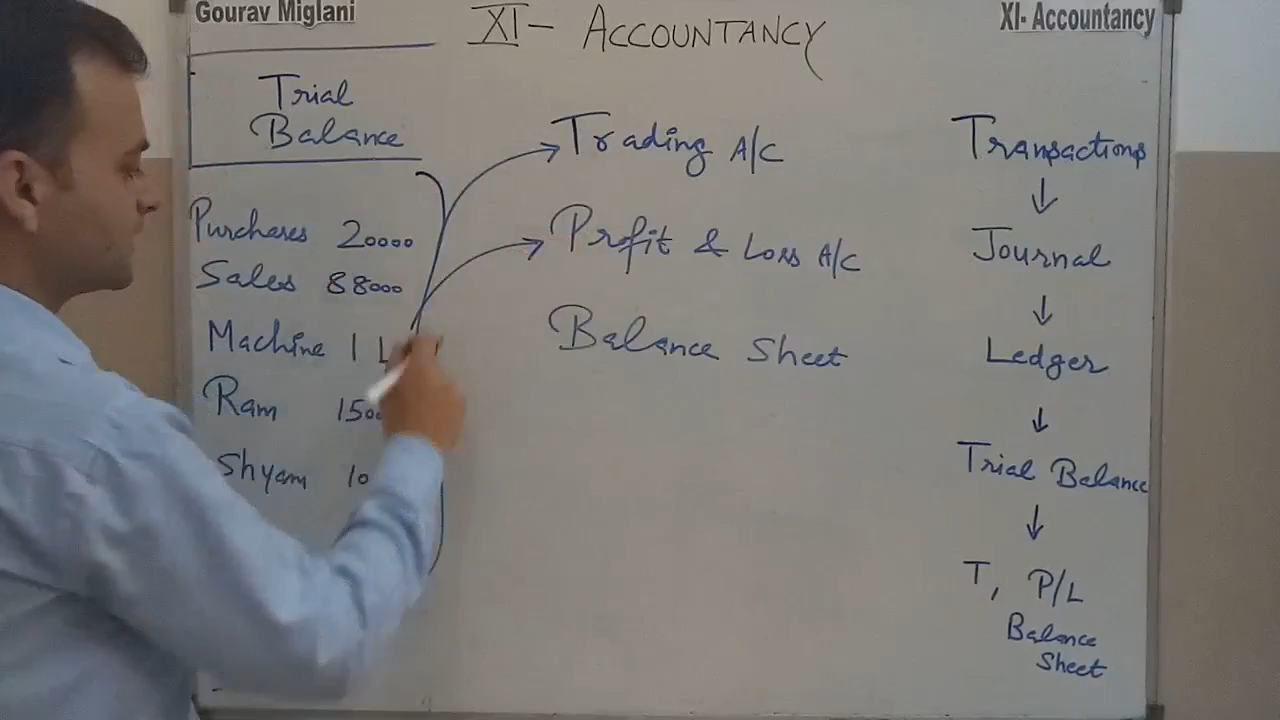 Gourav Miglani
XI- ACCOUNTANCY
XI- Accountancy
Trial
Balance
Purchases 20000
Sales 88000
Machine 1 L
Ram
Shyam
Trading A/C
Profit & Loss A/C
Balance Sheet
Transactions
↓
Journal
↓
Ledger
↓
Trial Balance
↓
T, P/L
Balance
Sheet